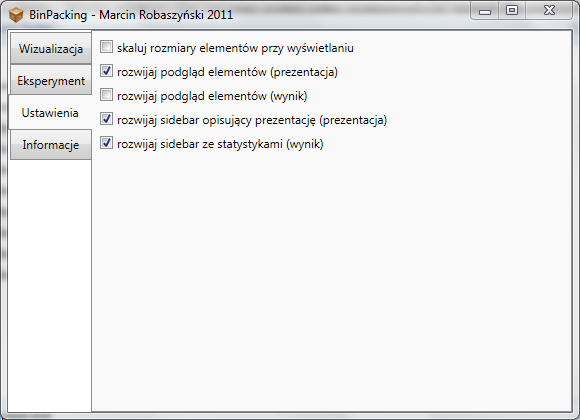 BinPacking - Marcin Robaszyński 2011
Wizualizacja
Eksperyment
Ustawienia
Informacje
skaluj rozmiary elementów przy wyświetlaniu
rozwijaj podgląd elementów (prezentacja)
rozwijaj podgląd elementów (wynik)
rozwijaj sidebar opisujący prezentację (prezentacja)
rozwijaj sidebar ze statystykami (wynik)